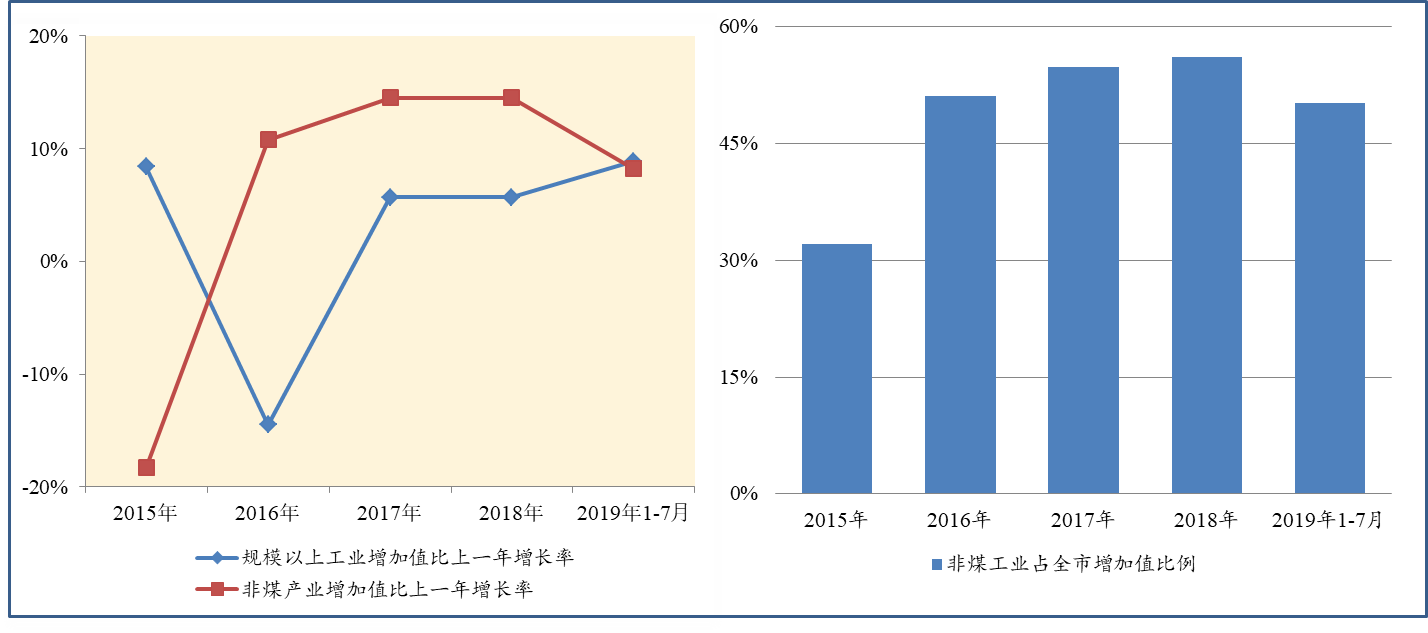 20%
10%
0%
-10%
-20%
2015年
2016年
2017年
2018年
2019年1-7月
规模以上工业增加值比上一年增长率
非煤产业增加值比上一年增长率
60%
45%
30%
15%
0%
2015年
2016年
2017年
2018年
2019年1-7月
非煤工业占全市增加值比例